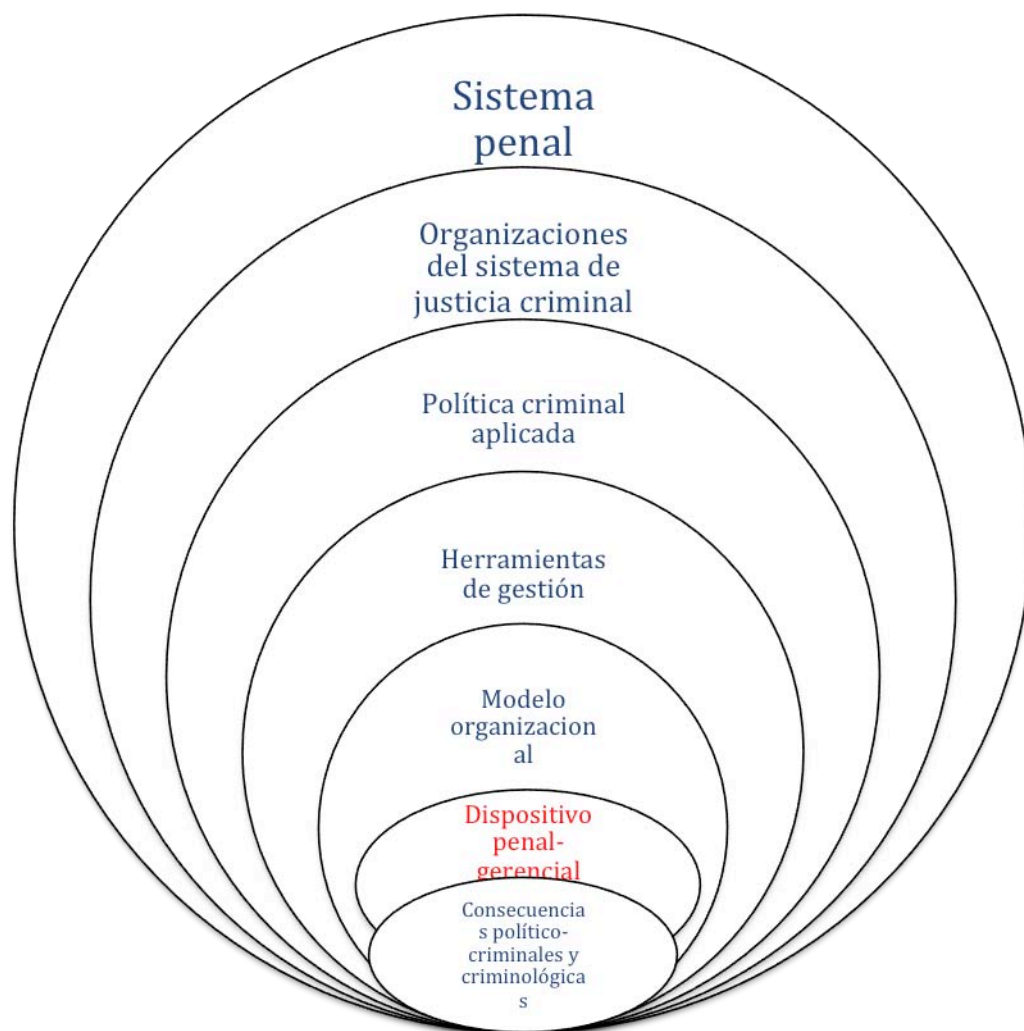 Sistema
penal
Organizaciones
del sistema de
justicia criminal
Política criminal
aplicada
Herramientas
de gestión
Modelo
organizacion
al
Dispositivo
penal-
gerencial
Consecuencia
s político-
criminales y
criminológica
s